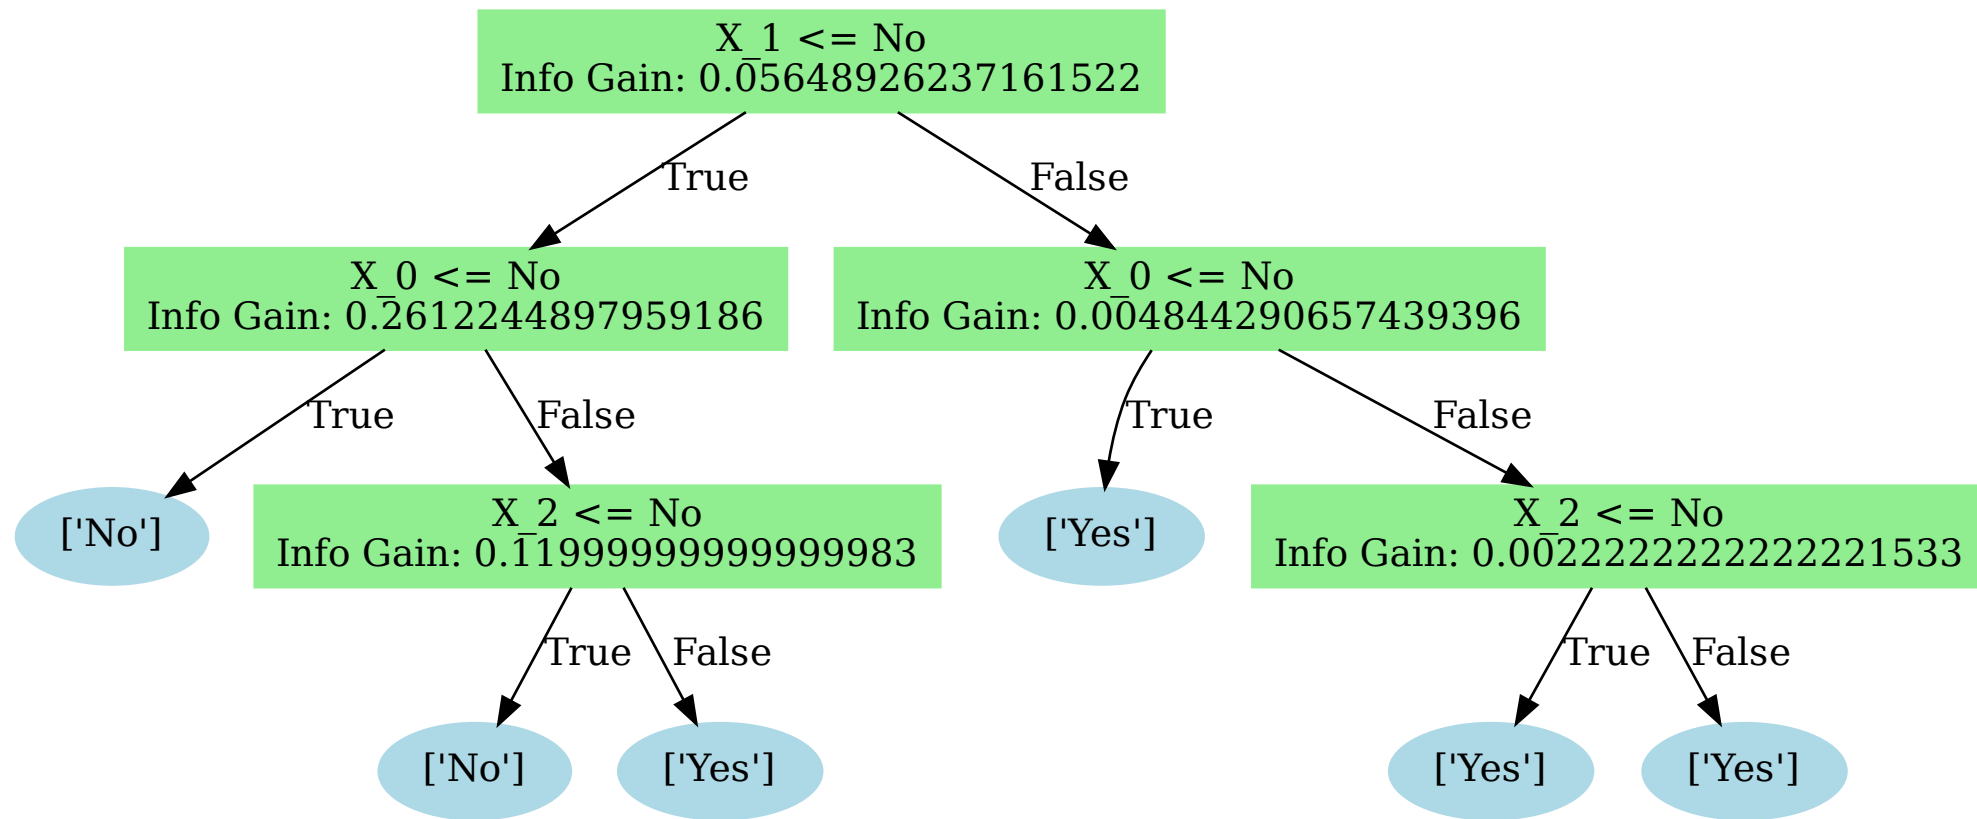 X_1 <= No
Info Gain: 0.05648926237161522
True
False
X_0 <= No
Info Gain: 0.2612244897959186
X_0 <= No
Info Gain: 0.004844290657439396
True
False
True
False
['No']
X_2 <= No
Info Gain: 0.11999999999999983
['Yes']
X_2 <= No
Info Gain: 0.002222222222221533
True
False
True
False
['No']
['Yes']
['Yes']
['Yes']